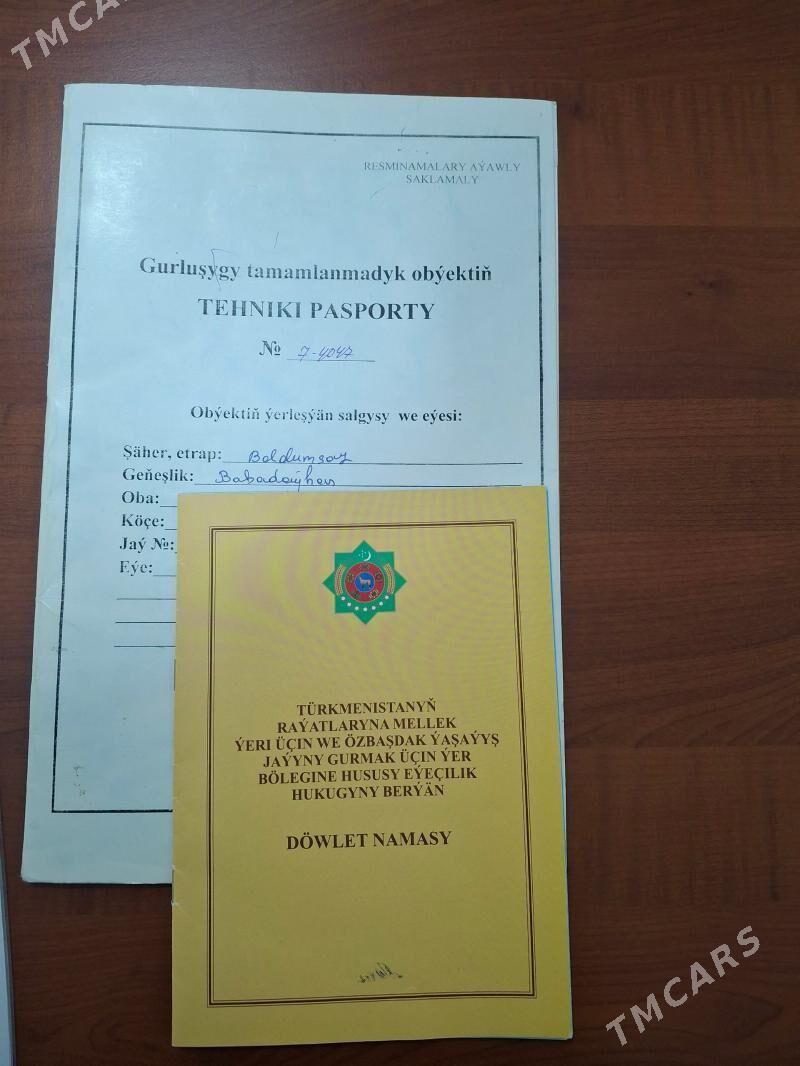 TMCARS
RESMINAMALARY AÝAWLY
SAKLAMALY
Gurluşygy tamamlanmadyk obýektiň
TEHNIKI PASPORTY
№ 7-4047
Obýektiň ýerleşýän salgysy we eýesi:
Şäher, etrap: Boldumsaz
Geňeşlik: Babadaýhan
Oba:
Köçe:
Jaý №:
Eýe:
TÜRKMENISTANYŇ
RAÝATLARYNA MELLEK
ÝERI ÜÇIN WE ÖZBAŞDAK ÝAŞAÝYŞ
JAÝYNY GURMAK ÜÇIN ÝER
BÖLEGINE HUSUSY EÝEÇILIK
HUKUGYNY BERÝÄN
DÖWLET NAMASY
TMCARS